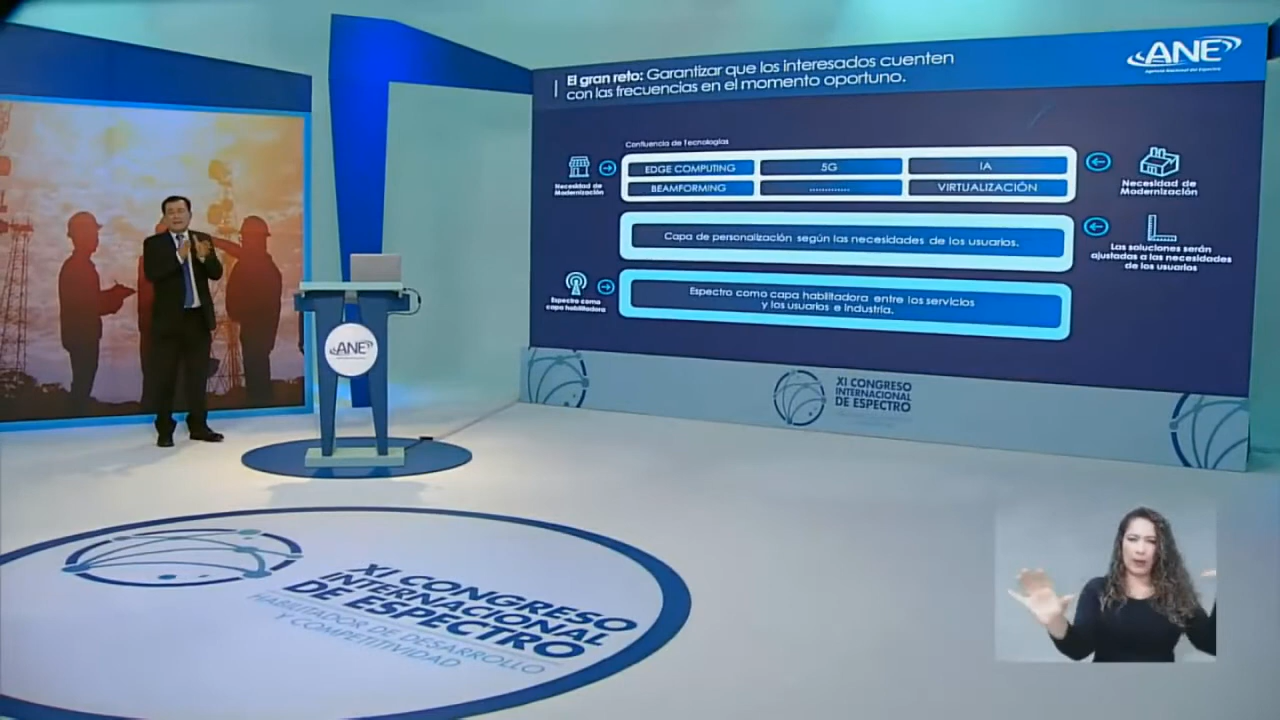 El gran reto: Garantizar que los interesados cuenten
con las frecuencias en el momento oportuno.
ANE
Agencia Nacional del Espectro
Confluencia de Tecnologías
Necesidad de
Modernización
EDGE COMPUTING
5G
IA
BEAMFORMING
.............
VIRTUALIZACIÓN
Necesidad de
Modernización
Capa de personalización según las necesidades de los usuarios.
Las soluciones serán
ajustadas a las necesidades
de los usuarios
Espectro como
capa habilitadora
Espectro como capa habilitadora entre los servicios
y los usuarios e industria.
ANE
XI CONGRESO
INTERNACIONAL
DE ESPECTRO
XI CONGRESO
INTERNACIONAL
DE ESPECTRO
HABILITADOR DE DESARROLLO
Y COMPETITIVIDAD